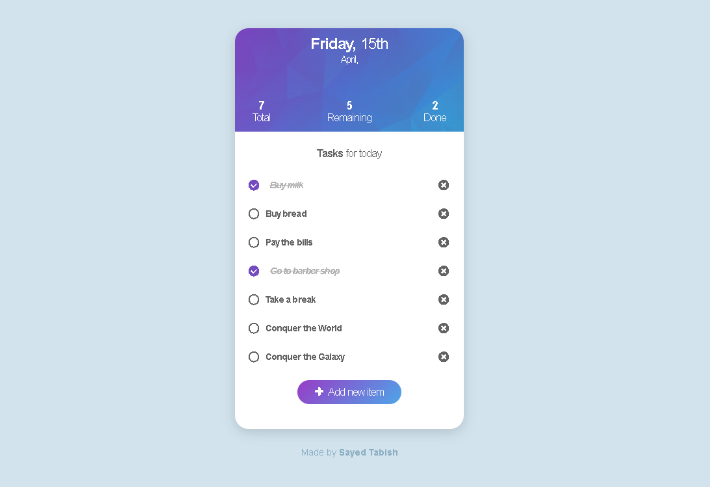 Friday, 15th
April,
7 5 2
Total Remaining Done
Tasks for today
Buy milk
Buy bread
Pay the bills
Go to barber shop
Take a break
Conquer the World
Conquer the Galaxy
Add new item
Made by Sayed Tabish